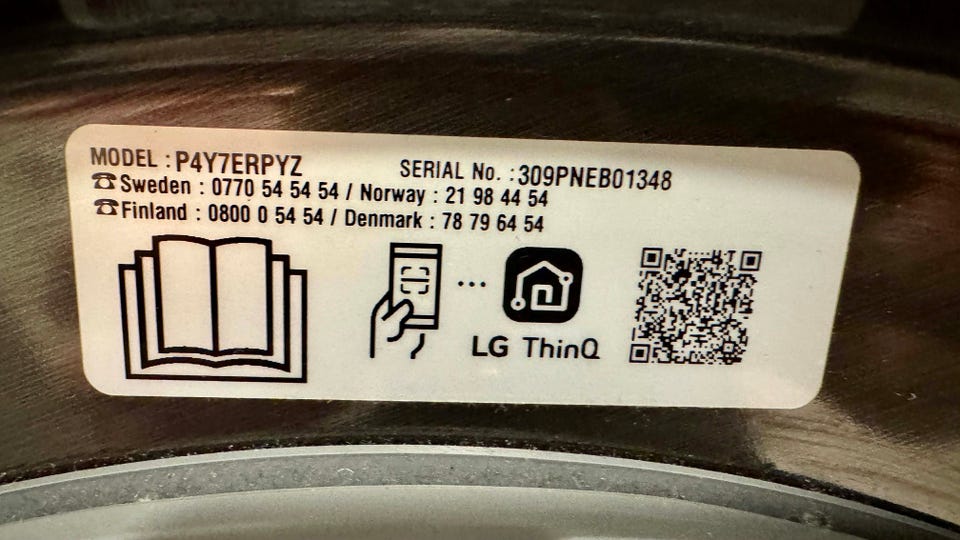 MODEL : P4Y7ERPYZ SERIAL No. : 309PNEB01348
☎Sweden : 0770 54 54 54 / Norway : 21 98 44 54
☎Finland : 0800 0 54 54 / Denmark : 78 79 64 54
LG ThinQ